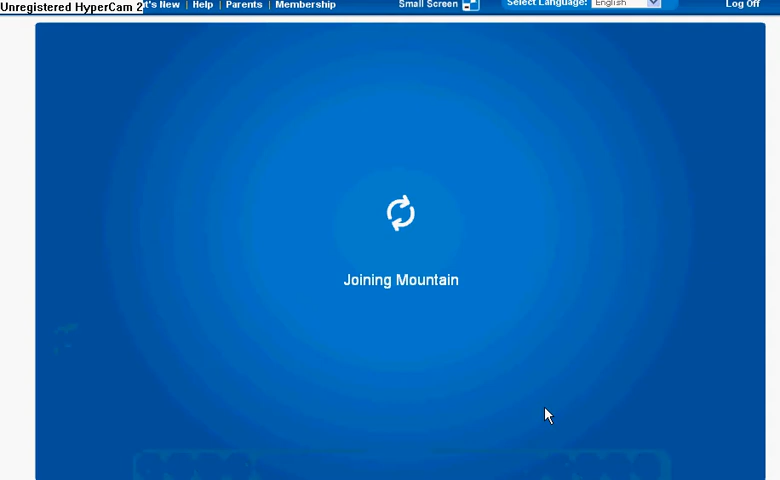 Unregistered HyperCam 2
t's New | Help | Parents | Membership
Small Screen
Select Language: English
Log Off
Joining Mountain